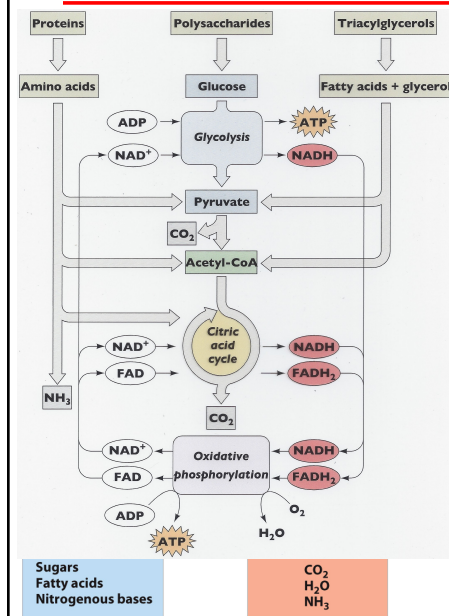 Proteins
Polysaccharides
Triacylglycerols
Amino acids
Glucose
Fatty acids + glycerol
ADP
Glycolysis
ATP
NAD⁺
NADH
Pyruvate
CO₂
Acetyl-CoA
Citric
acid
cycle
NAD⁺
NADH
FAD
FADH₂
NH₃
CO₂
Oxidative
phosphorylation
NAD⁺
NADH
FAD
FADH₂
ADP
O₂
H₂O
ATP
Sugars
Fatty acids
Nitrogenous bases
CO₂
H₂O
NH₃